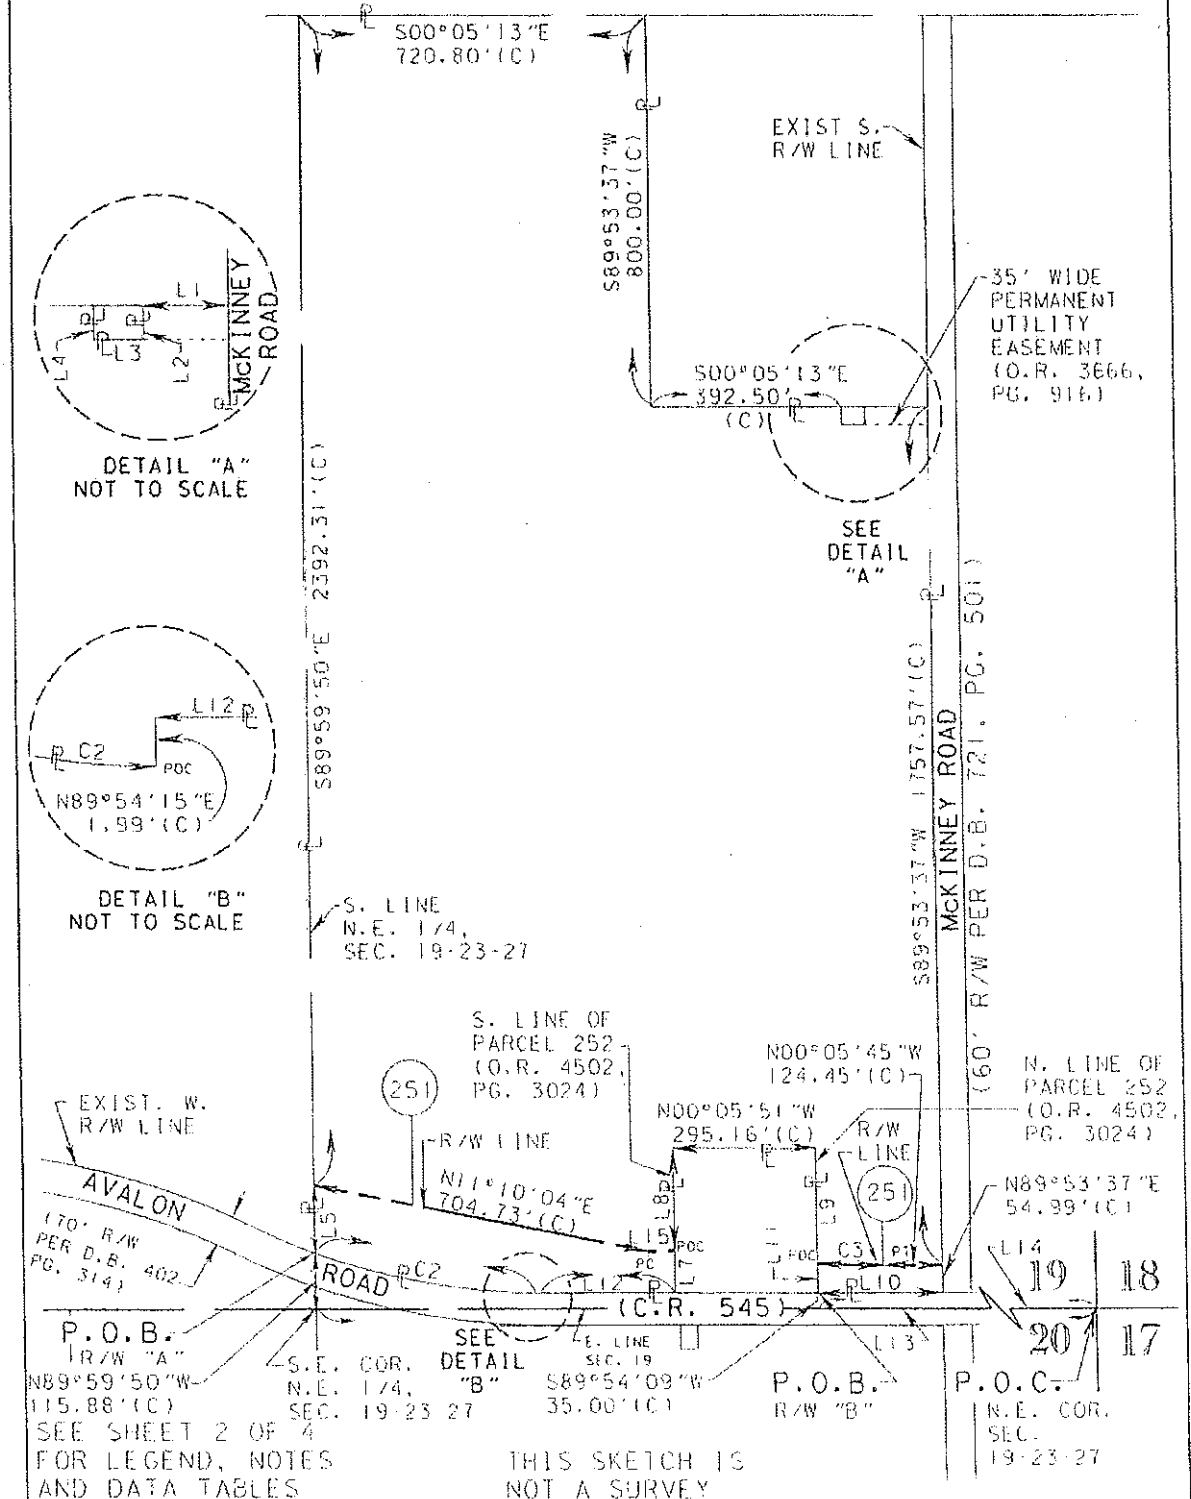 ℄
S00°05'13"E
720.80'(C)
℄
S89°53'37"W
800.00'(C)
EXIST S.
R/W LINE
35' WIDE
PERMANENT
UTILITY
EASEMENT
(O.R. 3666,
PG. 916)
L1
L4
L3
L2
McKINNEY
ROAD
DETAIL "A"
NOT TO SCALE
S00°05'13"E
392.50'
(C)
SEE
DETAIL
"A"
S89°59'50"E 2392.31'(C)
L12
C2
POC
N89°54'15"E
1.99'(C)
DETAIL "B"
NOT TO SCALE
S89°53'37"W 1757.57'(C)
McKINNEY ROAD
(60' R/W PER D.B. 721, PG. 501)
S. LINE
N.E. 1/4,
SEC. 19-23-27
S. LINE OF
PARCEL 252
(O.R. 4502,
PG. 3024)
N00°05'45"W
124.45'(C)
N. LINE OF
PARCEL 252
(O.R. 4502,
PG. 3024)
251
N00°05'51"W
295.16'(C)
EXIST. W.
R/W LINE
R/W LINE
R/W
LINE
251
N11°10'04"E
704.73'(C)
N89°53'37"E
54.99'(C)
AVALON
ROAD
(70' R/W
PER D.B. 402
PG. 314)
L5
L8
L15
POC
PC
L7
L11
L9
POC
C3
PT
L10
L14
C2
L12
(C.R. 545)
19
18
20
17
P.O.B.
R/W "A"
N89°59'50"W
115.88'(C)
S.E. COR.
N.E. 1/4,
SEC. 19-23-27
SEE
DETAIL
"B"
E. LINE
SEC. 19
S89°54'09"W
35.00'(C)
L13
P.O.B.
R/W "B"
P.O.C.
N.E. COR.
SEC.
19-23-27
SEE SHEET 2 OF 4
FOR LEGEND, NOTES
AND DATA TABLES
THIS SKETCH IS
NOT A SURVEY